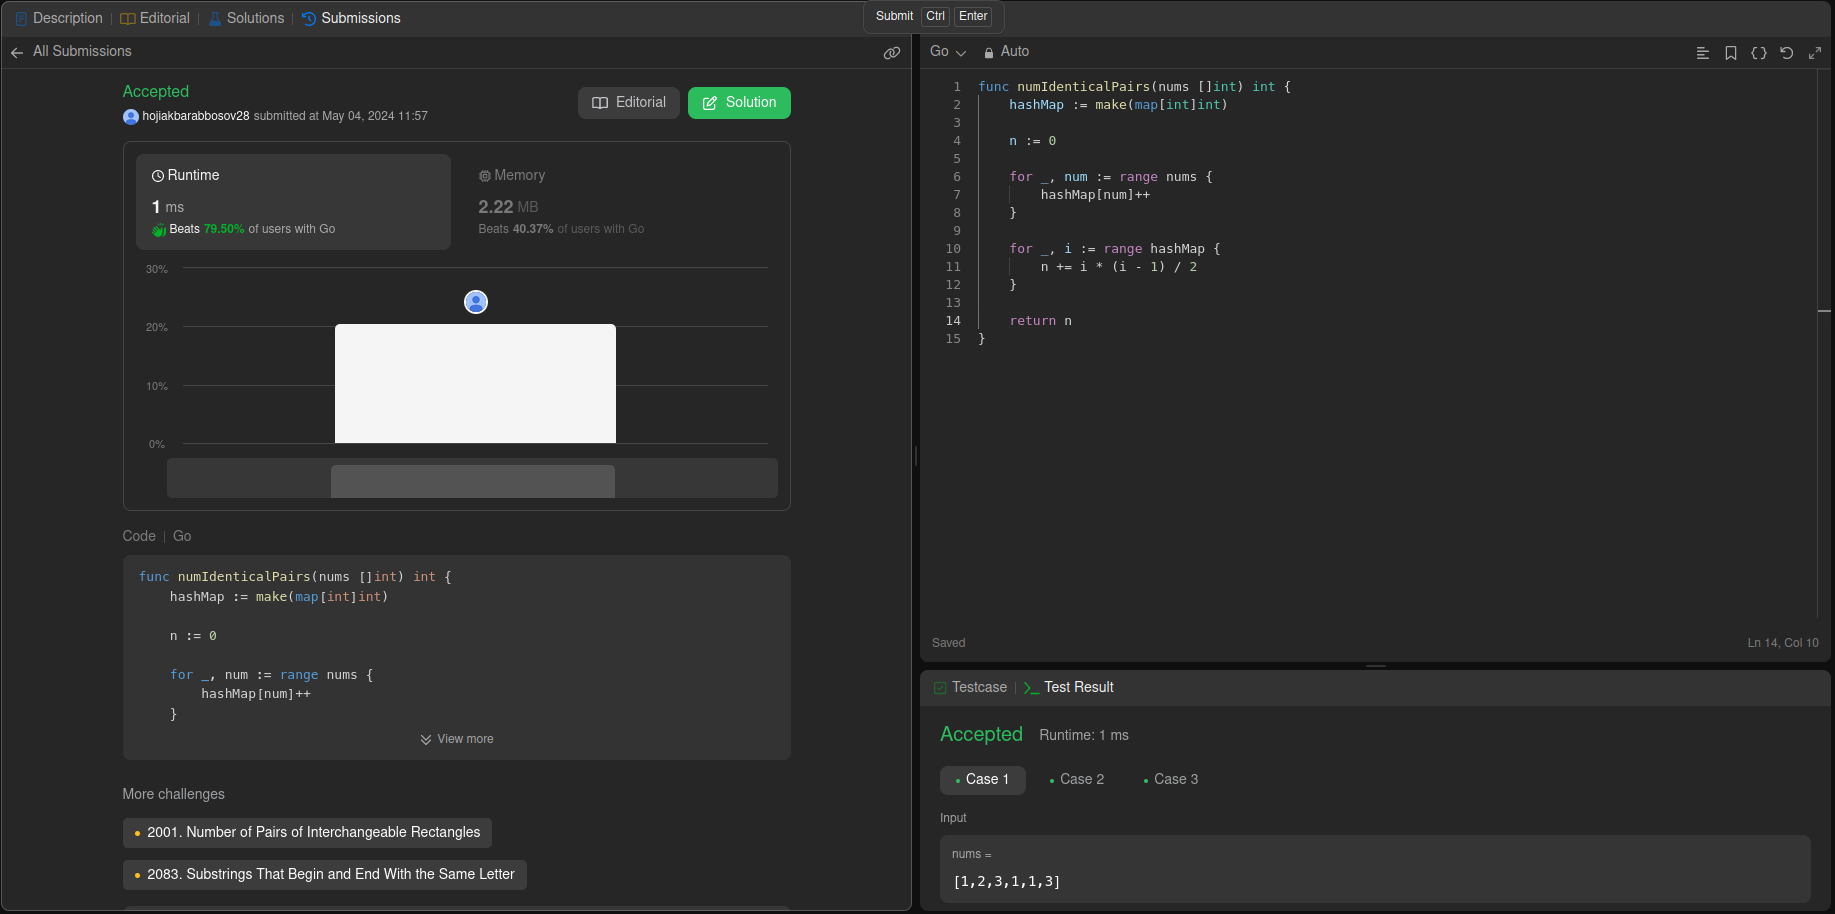 Description | Editorial | Solutions | Submissions
Submit Ctrl Enter
All Submissions
Accepted
hojiakbarabbosov28 submitted at May 04, 2024 11:57
Editorial
Solution
Runtime
1 ms
Beats 79.50% of users with Go
Memory
2.22 MB
Beats 40.37% of users with Go
30%
20%
10%
0%
Code | Go
func numIdenticalPairs(nums []int) int {
    hashMap := make(map[int]int)
    n := 0
    for _, num := range nums {
        hashMap[num]++
    }
View more
More challenges
2001. Number of Pairs of Interchangeable Rectangles
2083. Substrings That Begin and End With the Same Letter
Go Auto
1 func numIdenticalPairs(nums []int) int {
2     hashMap := make(map[int]int)
3
4     n := 0
5
6     for _, num := range nums {
7         hashMap[num]++
8     }
9
10     for _, i := range hashMap {
11         n += i * (i - 1) / 2
12     }
13
14     return n
15 }
Saved
Ln 14, Col 10
Testcase | Test Result
Accepted Runtime: 1 ms
Case 1 Case 2 Case 3
Input
nums =
[1,2,3,1,1,3]